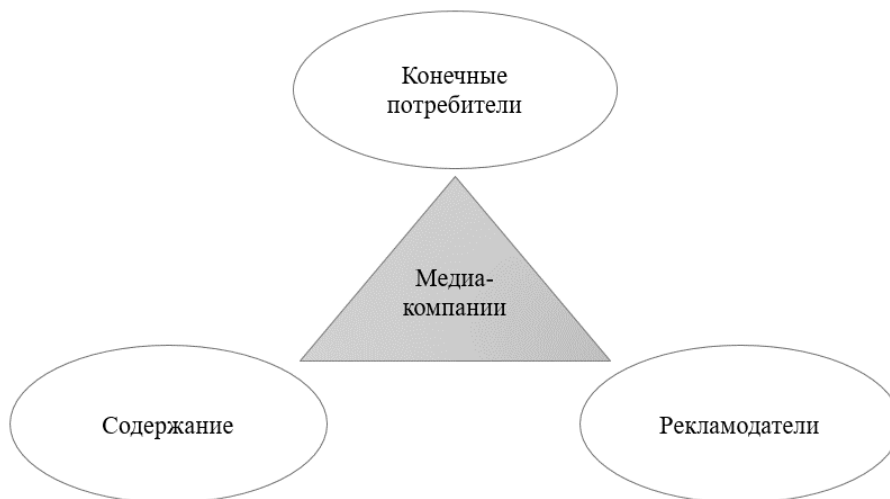 Конечные
потребители
Медиа-
компании
Содержание
Рекламодатели